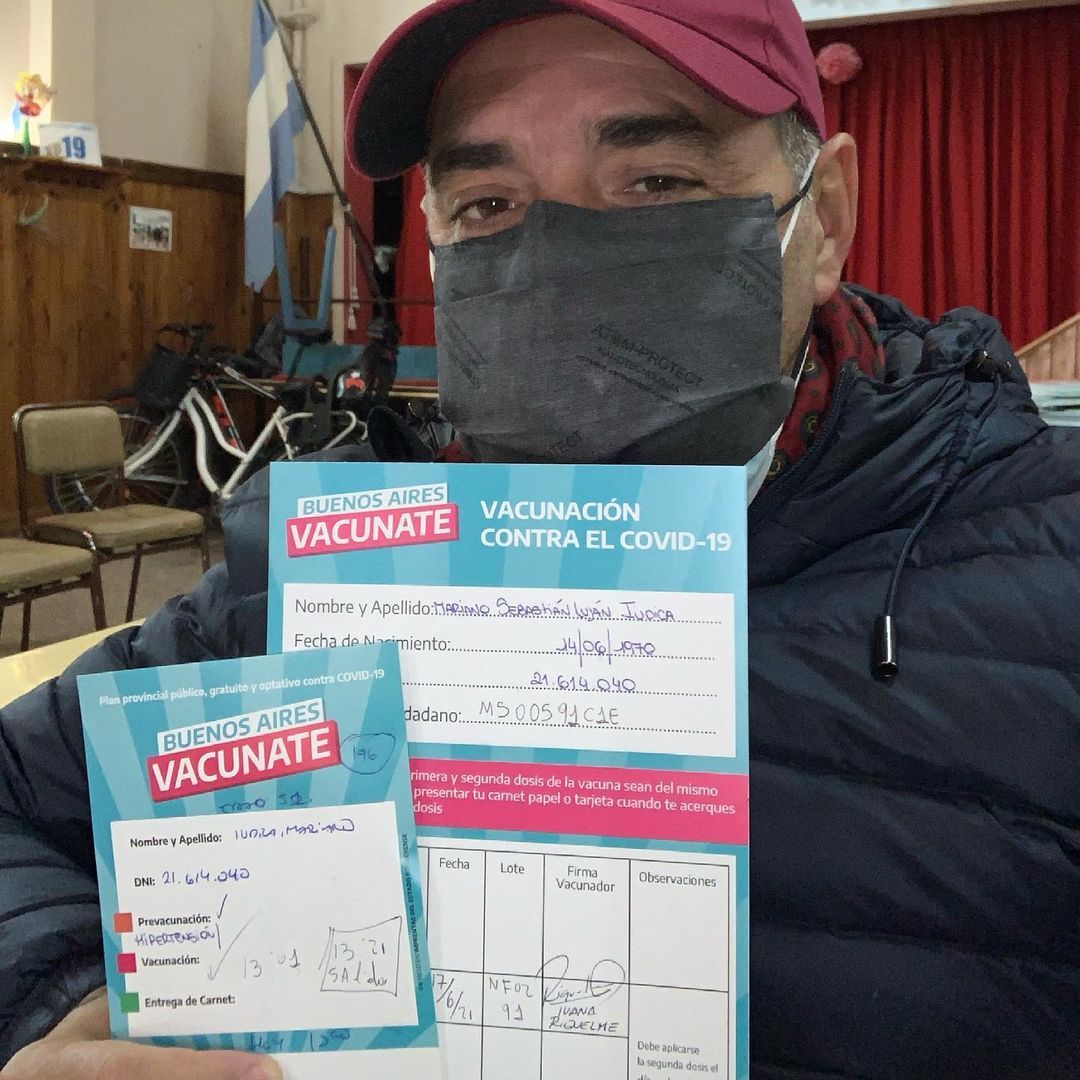 19
ATOM-PROTECT
BUENOS AIRES
VACUNATE
VACUNACIÓN
CONTRA EL COVID-19
Nombre y Apellido: MARIANO SEBASTIÁN LUJÁN IUDICA
Fecha de Nacimiento: 14/06/1970
21.614.040
dadano: M500591C1E
rimera y segunda dosis de la vacuna sean del mismo
presentar tu carnet papel o tarjeta cuando te acerques
dosis
Fecha
Lote
Firma
Vacunador
Observaciones
17/6/21
NF02
91
IVANA
RIQUELME
Debe aplicarse
la segunda dosis el
Plan provincial público, gratuito y optativo contra COVID-19
BUENOS AIRES
VACUNATE
196
Nombre y Apellido: IUDICA, MARIANO
DNI: 21.614.040
Prevacunación:
HIPERTENSIÓN
Vacunación: 13:01
13:21
Entrega de Carnet: